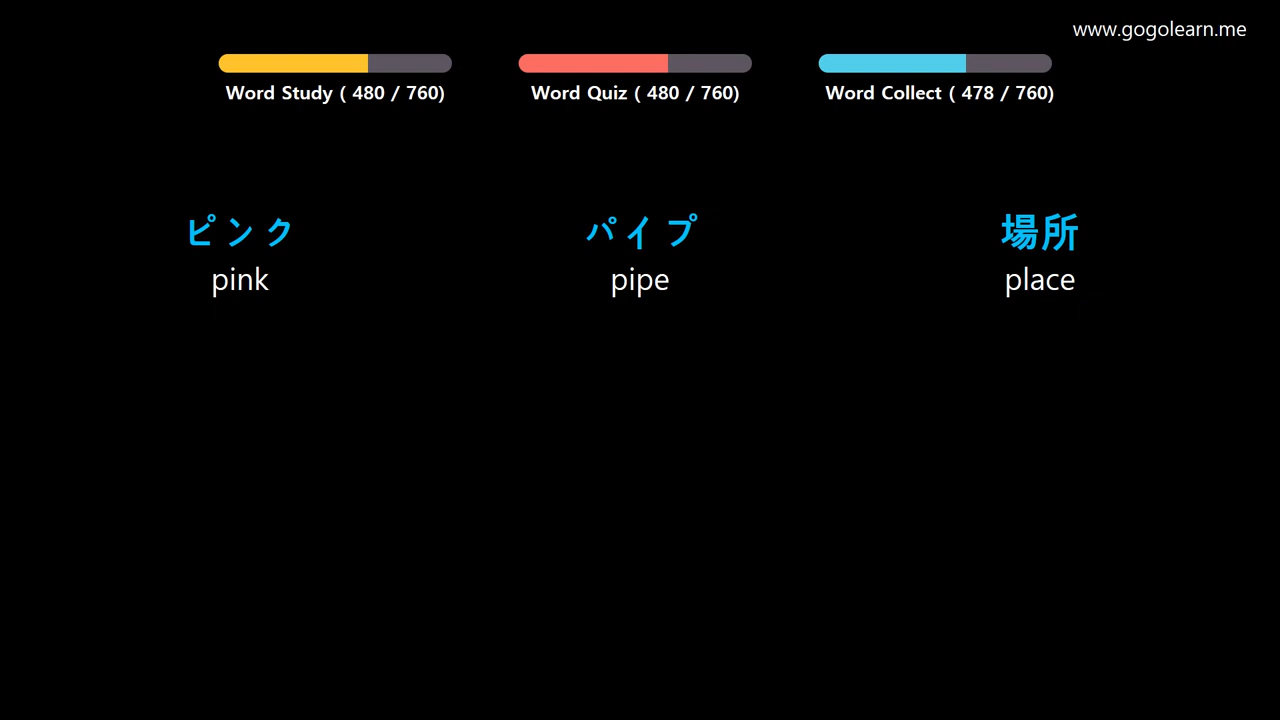 www.gogolearn.me
Word Study ( 480 / 760)
Word Quiz ( 480 / 760)
Word Collect ( 478 / 760)
ピンク
パイプ
場所
pink
pipe
place